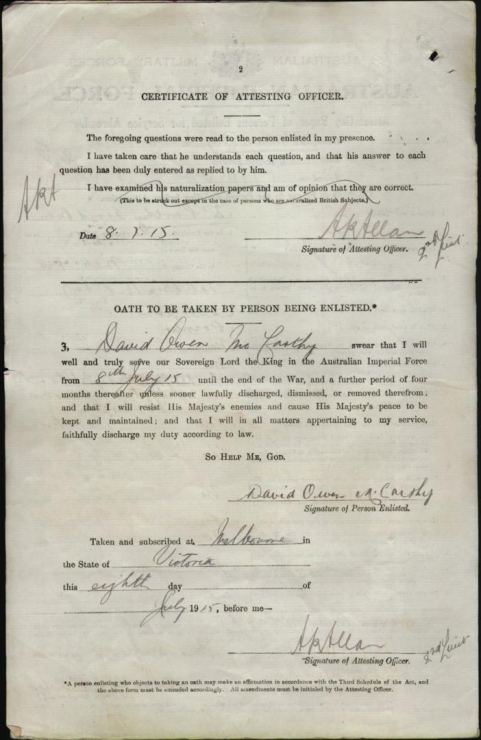 2
CERTIFICATE OF ATTESTING OFFICER.
The foregoing questions were read to the person enlisted in my presence.
I have taken care that he understands each question, and that his answer to each
question has been duly entered as replied to by him.
AKA
I have examined his naturalization papers and am of opinion that they are correct.
(This to be struck out except in the case of persons who are naturalized British Subjects.)
Date 8.7.15.
AKAllan
2nd Lieut.
Signature of Attesting Officer.
OATH TO BE TAKEN BY PERSON BEING ENLISTED.*
3, David Owen McCarthy swear that I will
well and truly serve our Sovereign Lord the King in the Australian Imperial Force
from 8th July 15 until the end of the War, and a further period of four
months thereafter unless sooner lawfully discharged, dismissed, or removed therefrom;
and that I will resist His Majesty's enemies and cause His Majesty's peace to be
kept and maintained; and that I will in all matters appertaining to my service,
faithfully discharge my duty according to law.
SO HELP ME, GOD.
David Owen McCarthy
Signature of Person Enlisted.
Taken and subscribed at Melbourne in
the State of Victoria
this eighth day of
July 1915, before me—
AKAllan
2nd Lieut
Signature of Attesting Officer.
*A person enlisting who objects to taking an oath may make an affirmation in accordance with the Third Schedule of the Act, and
the above form must be amended accordingly. All amendments must be initialed by the Attesting Officer.